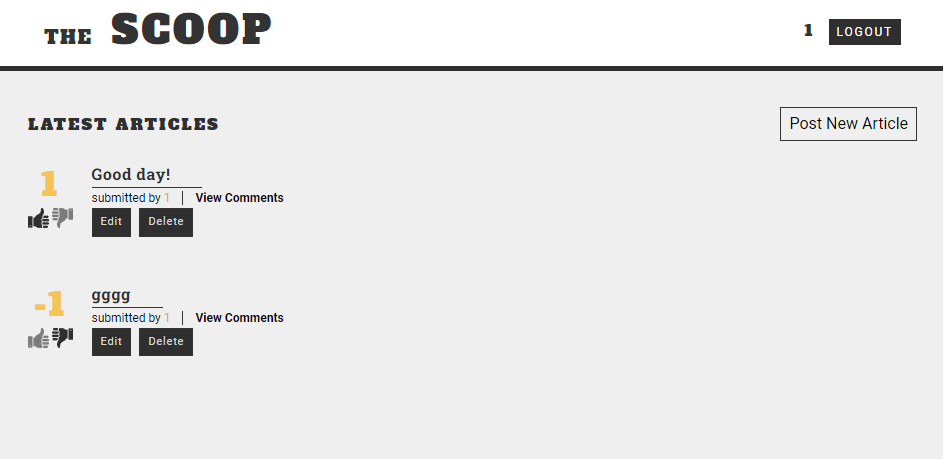 THE SCOOP
1 LOGOUT
LATEST ARTICLES
Post New Article
1
Good day!
submitted by 1 | View Comments
Edit Delete
-1
gggg
submitted by 1 | View Comments
Edit Delete